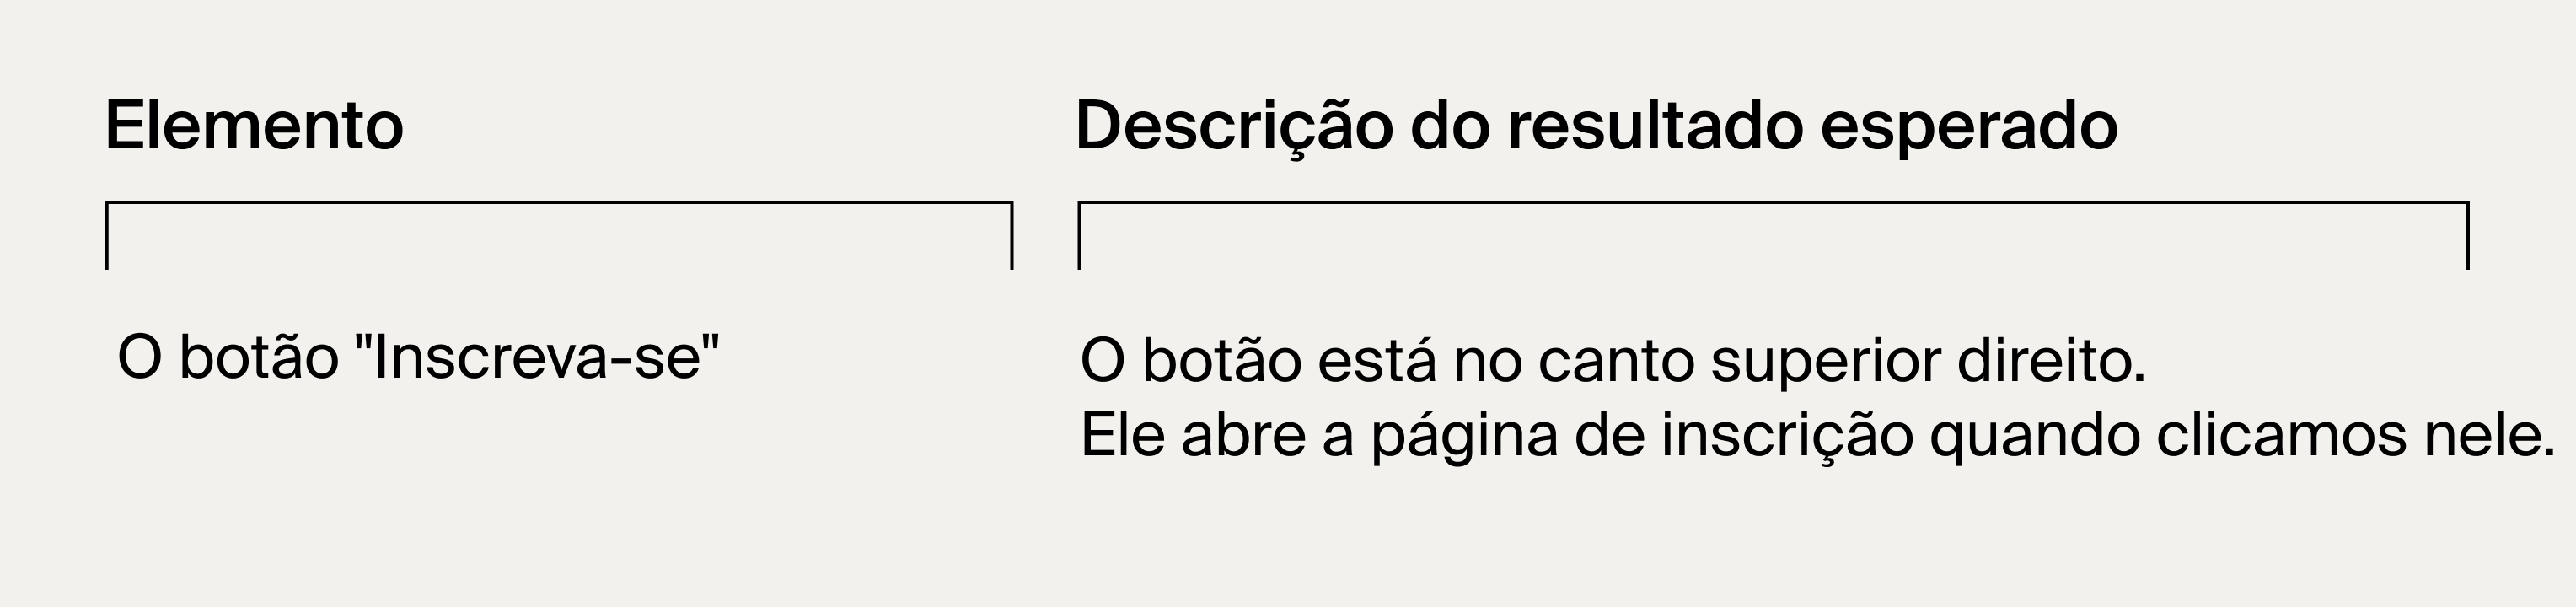 Elemento
Descrição do resultado esperado
O botão "Inscreva-se"
O botão está no canto superior direito.
Ele abre a página de inscrição quando clicamos nele.